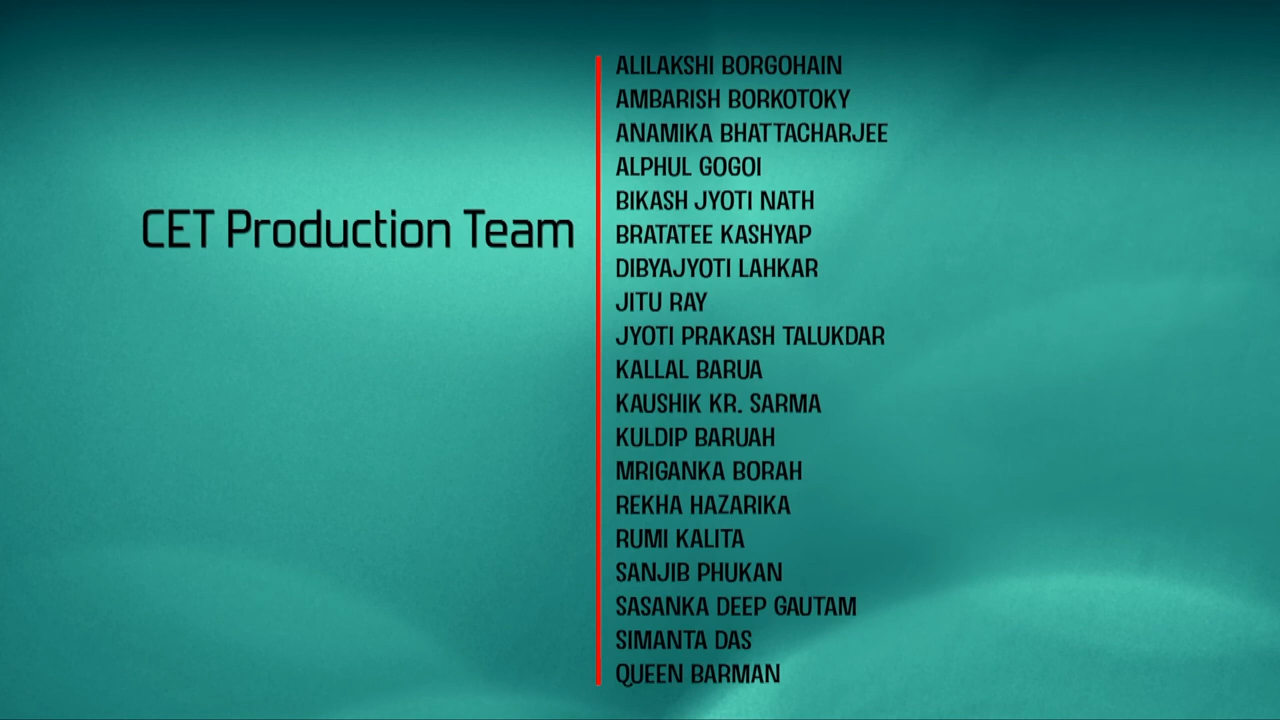 CET Production Team
ALILAKSHI BORGOHAIN
AMBARISH BORKOTOKY
ANAMIKA BHATTACHARJEE
ALPHUL GOGOI
BIKASH JYOTI NATH
BRATATEE KASHYAP
DIBYAJYOTI LAHKAR
JITU RAY
JYOTI PRAKASH TALUKDAR
KALLAL BARUA
KAUSHIK KR. SARMA
KULDIP BARUAH
MRIGANKA BORAH
REKHA HAZARIKA
RUMI KALITA
SANJIB PHUKAN
SASANKA DEEP GAUTAM
SIMANTA DAS
QUEEN BARMAN